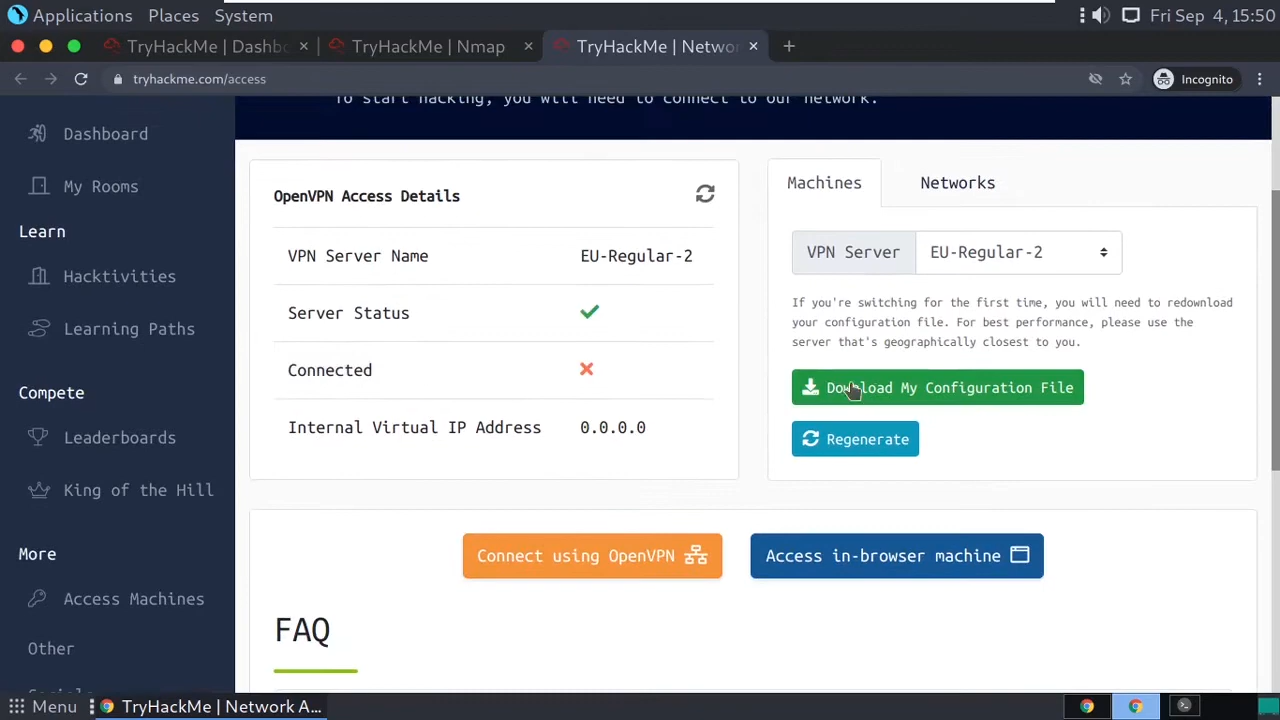 Applications Places System
Fri Sep 4, 15:50
TryHackMe | Dashb
TryHackMe | Nmap
TryHackMe | Netwo
tryhackme.com/access
Incognito
To start hacking, you will need to connect to our network.
Dashboard
My Rooms
Learn
Hacktivities
Learning Paths
Compete
Leaderboards
King of the Hill
More
Access Machines
Other
Socials
OpenVPN Access Details
VPN Server Name EU-Regular-2
Server Status
Connected
Internal Virtual IP Address 0.0.0.0
Machines Networks
VPN Server EU-Regular-2
If you're switching for the first time, you will need to redownload
your configuration file. For best performance, please use the
server that's geographically closest to you.
Download My Configuration File
Regenerate
Connect using OpenVPN
Access in-browser machine
FAQ
Menu
TryHackMe | Network A...